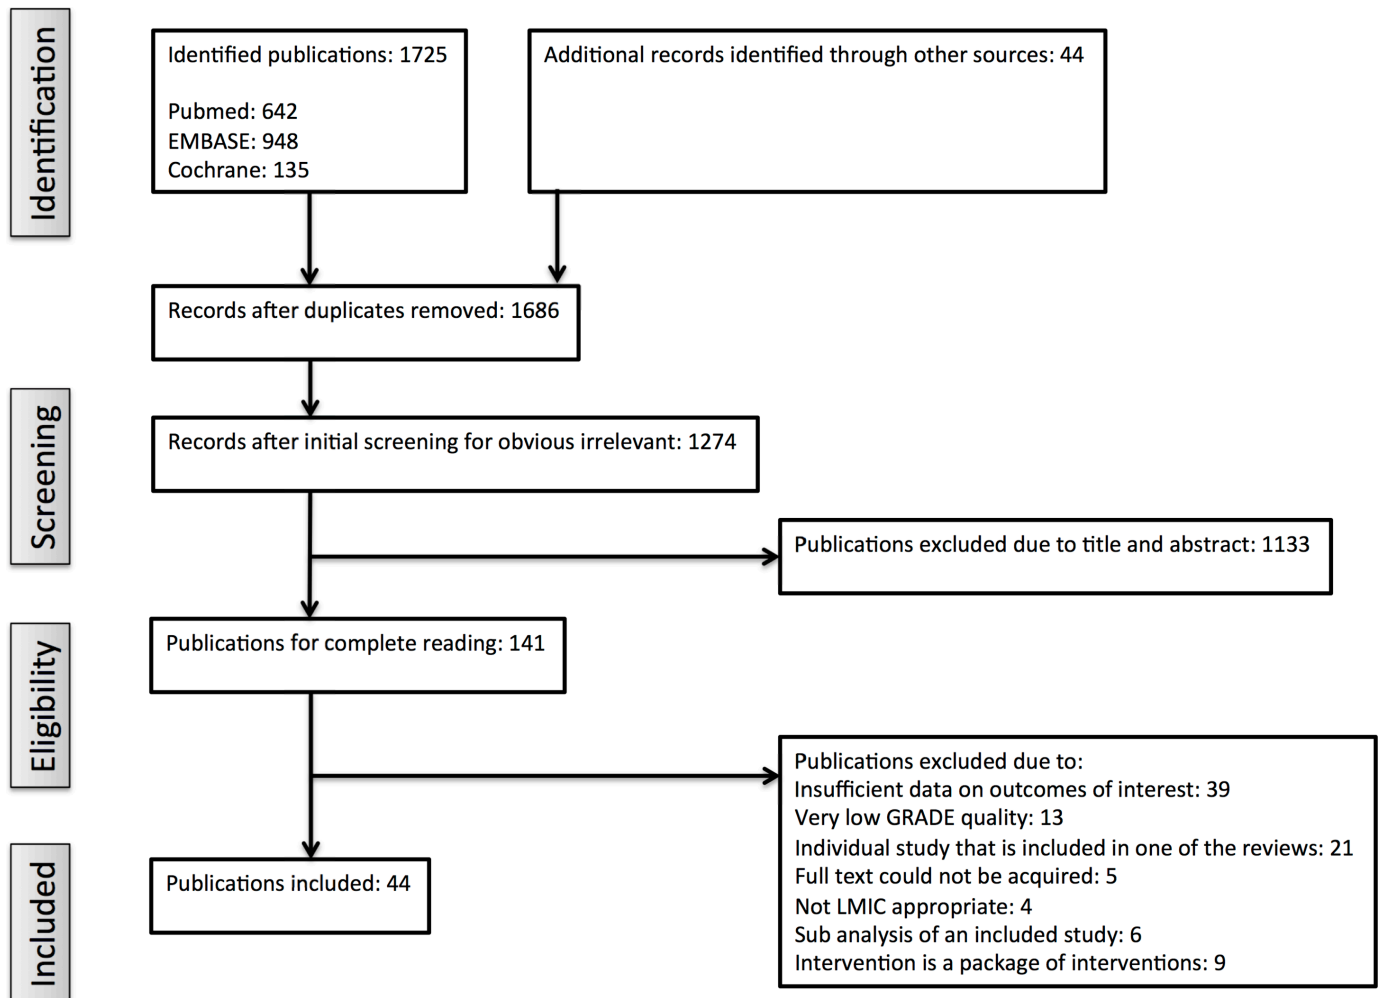 Identification
Identified publications: 1725
Pubmed: 642
EMBASE: 948
Cochrane: 135
Additional records identified through other sources: 44
Records after duplicates removed: 1686
Screening
Records after initial screening for obvious irrelevant: 1274
Publications excluded due to title and abstract: 1133
Eligibility
Publications for complete reading: 141
Publications excluded due to:
Insufficient data on outcomes of interest: 39
Very low GRADE quality: 13
Individual study that is included in one of the reviews: 21
Full text could not be acquired: 5
Not LMIC appropriate: 4
Sub analysis of an included study: 6
Intervention is a package of interventions: 9
Included
Publications included: 44